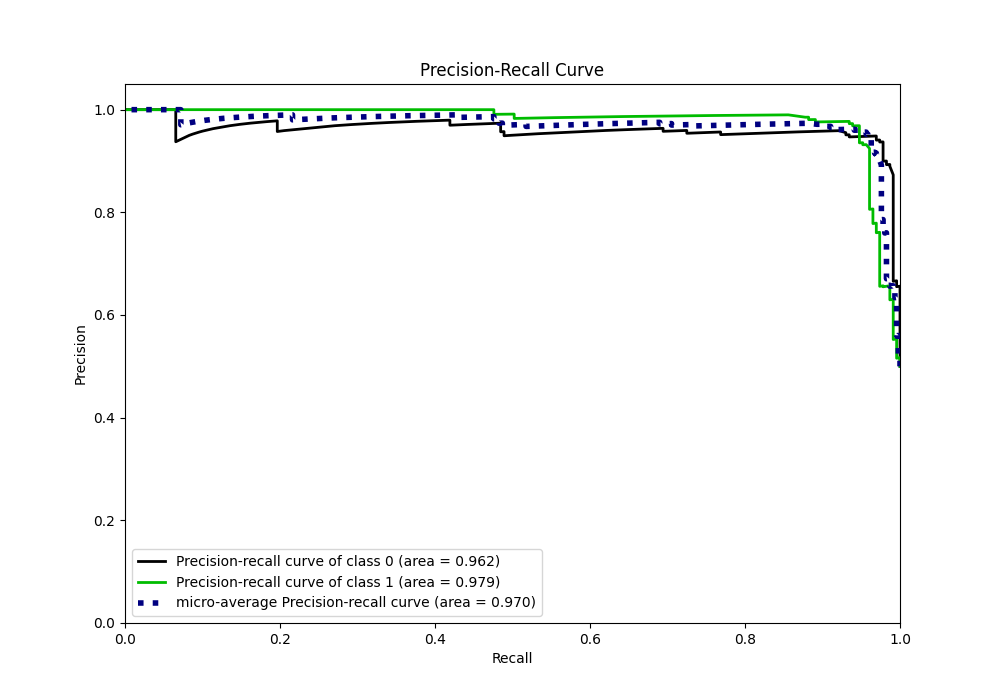 Precision-Recall Curve
1.0
0.8
0.6
0.4
0.2
0.0
Precision
Precision-recall curve of class 0 (area = 0.962)
Precision-recall curve of class 1 (area = 0.979)
micro-average Precision-recall curve (area = 0.970)
0.0 0.2 0.4 0.6 0.8 1.0
Recall